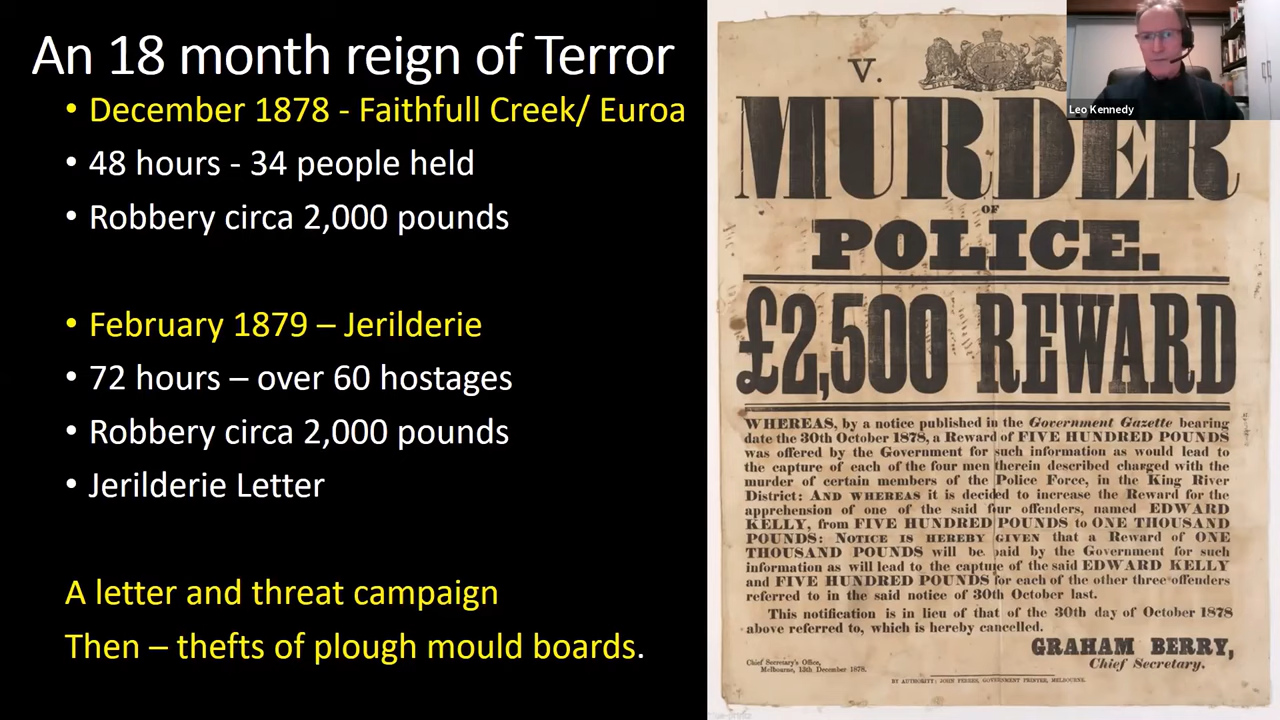 An 18 month reign of Terror
• December 1878 - Faithfull Creek/ Euroa
• 48 hours - 34 people held
• Robbery circa 2,000 pounds
• February 1879 – Jerilderie
• 72 hours – over 60 hostages
• Robbery circa 2,000 pounds
• Jerilderie Letter
A letter and threat campaign
Then – thefts of plough mould boards.
Leo Kennedy
V.
MURDER
OF
POLICE.
£2,500 REWARD
WHEREAS, by a notice published in the Government Gazette bearing
date the 30th October 1878, a Reward of FIVE HUNDRED POUNDS
was offered by the Government for such information as would lead to
the capture of each of the four men therein described charged with the
murder of certain members of the Police Force, in the King River
District: AND WHEREAS it is decided to increase the Reward for the
apprehension of one of the said four offenders, named EDWARD
KELLY, from FIVE HUNDRED POUNDS to ONE THOUSAND
POUNDS: NOTICE IS HEREBY GIVEN that a Reward of ONE
THOUSAND POUNDS will be paid by the Government for such
information as will lead to the capture of the said EDWARD KELLY
and FIVE HUNDRED POUNDS for each of the other three offenders
referred to in the said notice of 30th October last.
This notification is in lieu of that of the 30th day of October 1878
above referred to, which is hereby cancelled.
GRAHAM BERRY,
Chief Secretary.
Chief Secretary's Office,
Melbourne, 13th December 1878.
BY AUTHORITY: JOHN FERRES, GOVERNMENT PRINTER, MELBOURNE.